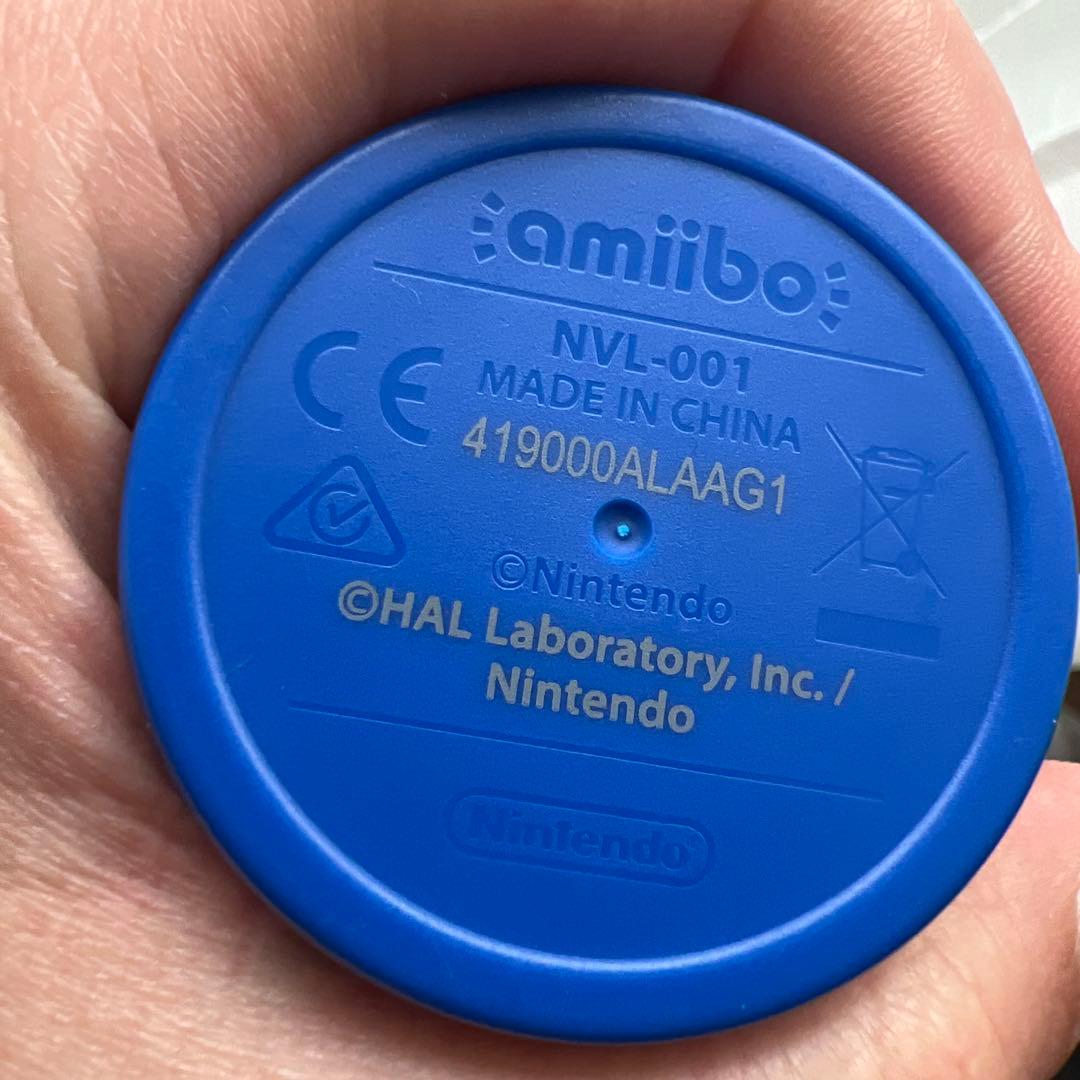 amiibo
NVL-001
MADE IN CHINA
CE
419000ALAAG1
©Nintendo
©HAL Laboratory, Inc. /
Nintendo
Nintendo